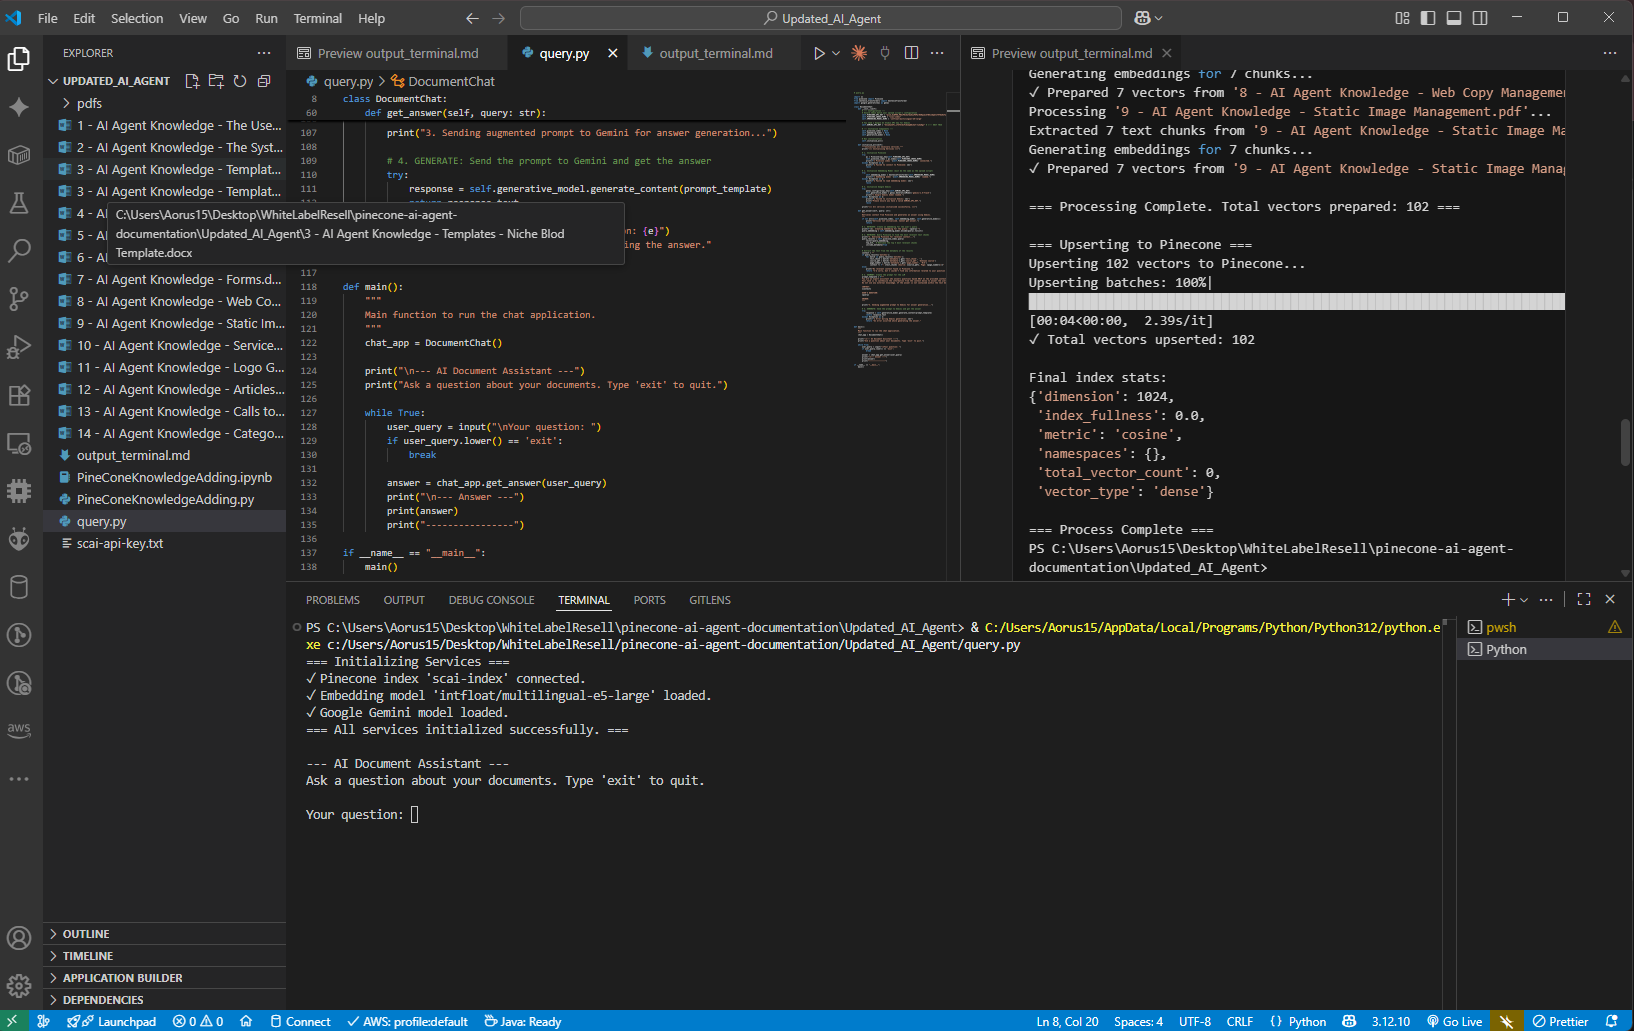 File Edit Selection View Go Run Terminal Help
Updated_AI_Agent
EXPLORER
UPDATED_AI_AGENT
pdfs
1 - AI Agent Knowledge - The Use...
2 - AI Agent Knowledge - The Syst...
3 - AI Agent Knowledge - Templat...
3 - AI Agent Knowledge - Templat...
4 - A
5 - A
6 - A
7 - AI Agent Knowledge - Forms.d...
8 - AI Agent Knowledge - Web Co...
9 - AI Agent Knowledge - Static Im...
10 - AI Agent Knowledge - Service...
11 - AI Agent Knowledge - Logo G...
12 - AI Agent Knowledge - Articles...
13 - AI Agent Knowledge - Calls to...
14 - AI Agent Knowledge - Catego...
output_terminal.md
PineConeKnowledgeAdding.ipynb
PineConeKnowledgeAdding.py
query.py
scai-api-key.txt
OUTLINE
TIMELINE
APPLICATION BUILDER
DEPENDENCIES
C:\Users\Aorus15\Desktop\WhiteLabelResell\pinecone-ai-agent-
documentation\Updated_AI_Agent\3 - AI Agent Knowledge - Templates - Niche Blod
Template.docx
Preview output_terminal.md query.py output_terminal.md
query.py > DocumentChat
8 class DocumentChat:
60 def get_answer(self, query: str):
107 print("3. Sending augmented prompt to Gemini for answer generation...")
108
109 # 4. GENERATE: Send the prompt to Gemini and get the answer
110 try:
111 response = self.generative_model.generate_content(prompt_template)
on: {e}")
ing the answer."
117
118 def main():
119 """
120 Main function to run the chat application.
121 """
122 chat_app = DocumentChat()
123
124 print("\n--- AI Document Assistant ---")
125 print("Ask a question about your documents. Type 'exit' to quit.")
126
127 while True:
128 user_query = input("\nYour question: ")
129 if user_query.lower() == 'exit':
130 break
131
132 answer = chat_app.get_answer(user_query)
133 print("\n--- Answer ---")
134 print(answer)
135 print("----------------")
136
137 if __name__ == "__main__":
138 main()
Preview output_terminal.md
Generating embeddings for 7 chunks...
✓ Prepared 7 vectors from '8 - AI Agent Knowledge - Web Copy Managemen
Processing '9 - AI Agent Knowledge - Static Image Management.pdf'...
Extracted 7 text chunks from '9 - AI Agent Knowledge - Static Image Ma
Generating embeddings for 7 chunks...
✓ Prepared 7 vectors from '9 - AI Agent Knowledge - Static Image Manag
=== Processing Complete. Total vectors prepared: 102 ===
=== Upserting to Pinecone ===
Upserting 102 vectors to Pinecone...
Upserting batches: 100%|
[00:04<00:00, 2.39s/it]
✓ Total vectors upserted: 102
Final index stats:
{'dimension': 1024,
'index_fullness': 0.0,
'metric': 'cosine',
'namespaces': {},
'total_vector_count': 0,
'vector_type': 'dense'}
=== Process Complete ===
PS C:\Users\Aorus15\Desktop\WhiteLabelResell\pinecone-ai-agent-
documentation\Updated_AI_Agent>
PROBLEMS OUTPUT DEBUG CONSOLE TERMINAL PORTS GITLENS
PS C:\Users\Aorus15\Desktop\WhiteLabelResell\pinecone-ai-agent-documentation\Updated_AI_Agent> & C:/Users/Aorus15/AppData/Local/Programs/Python/Python312/python.e
xe c:/Users/Aorus15/Desktop/WhiteLabelResell/pinecone-ai-agent-documentation/Updated_AI_Agent/query.py
=== Initializing Services ===
✓ Pinecone index 'scai-index' connected.
✓ Embedding model 'intfloat/multilingual-e5-large' loaded.
✓ Google Gemini model loaded.
=== All services initialized successfully. ===
--- AI Document Assistant ---
Ask a question about your documents. Type 'exit' to quit.
Your question:
pwsh
Python
aws
Launchpad 0 0 Connect AWS: profile:default Java: Ready Ln 8, Col 20 Spaces: 4 UTF-8 CRLF {} Python 3.12.10 Go Live Prettier